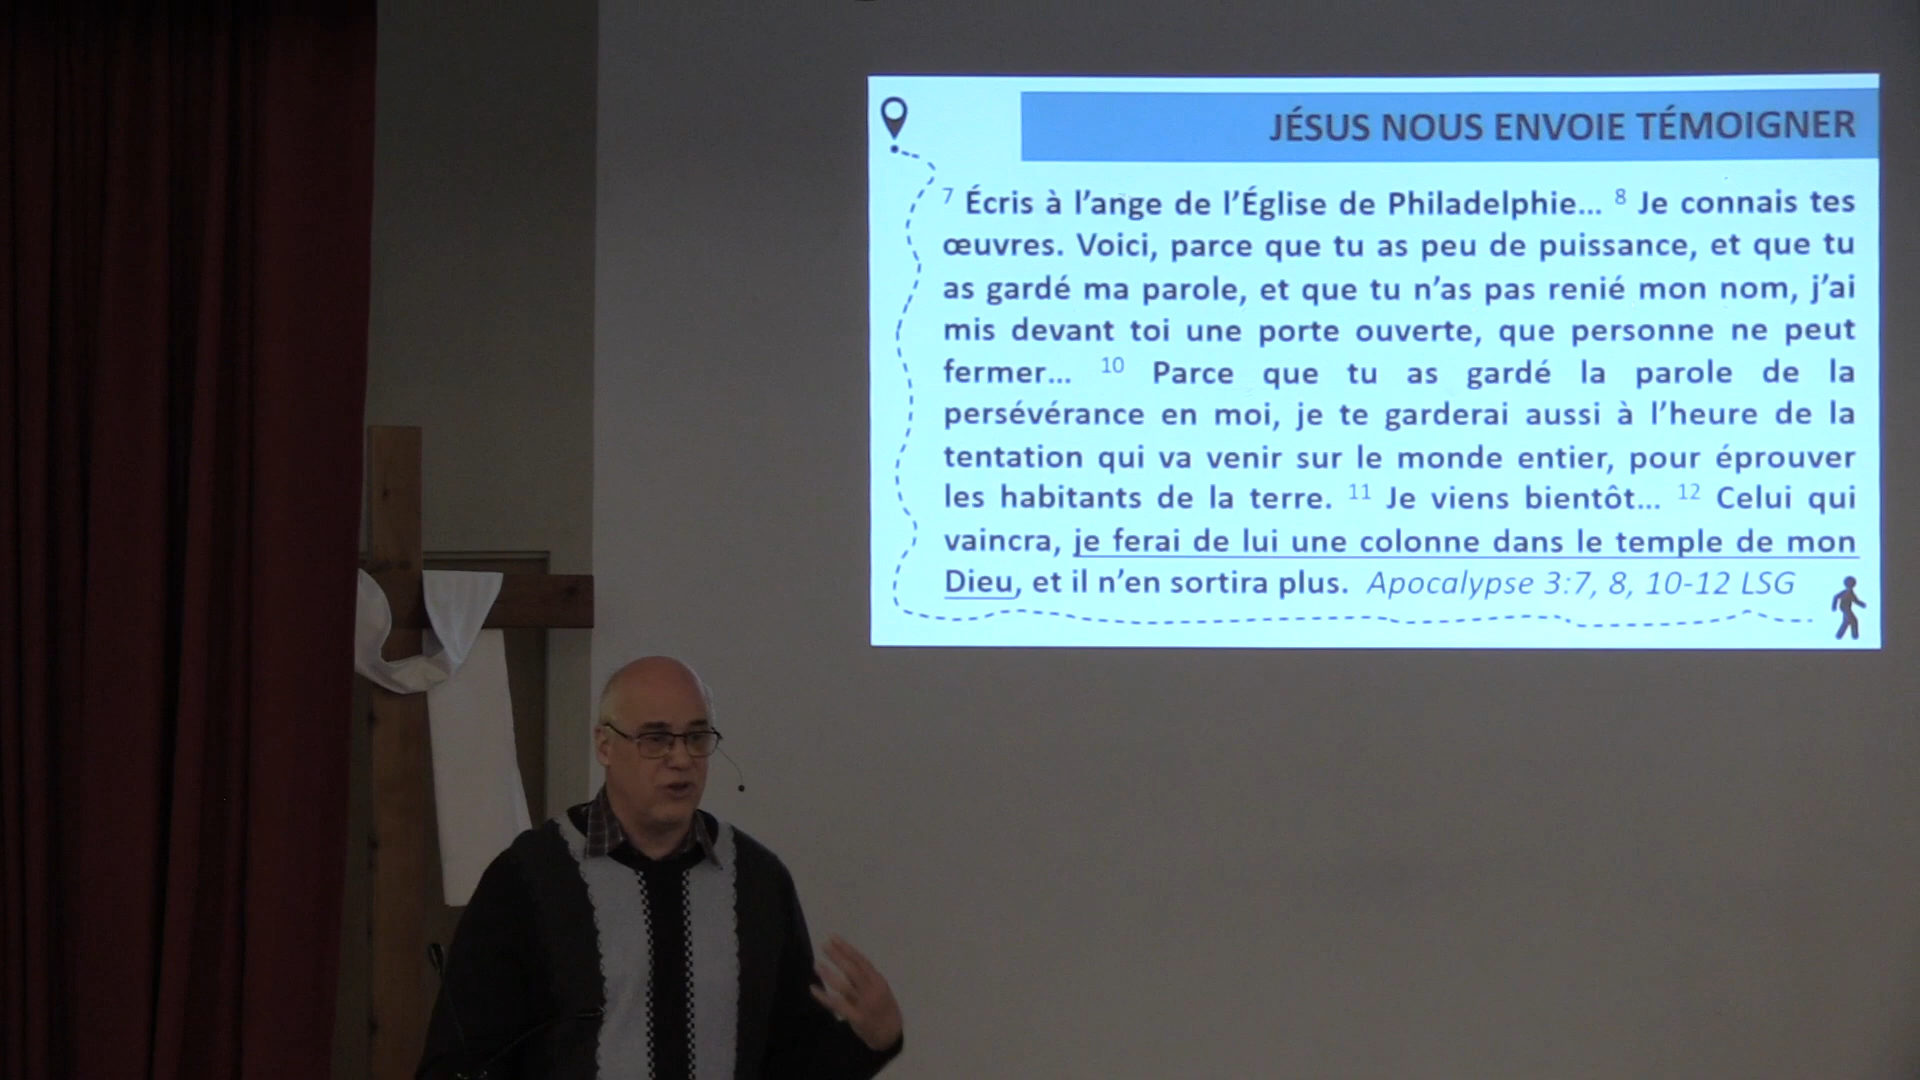 JÉSUS NOUS ENVOIE TÉMOIGNER
7 Écris à l’ange de l’Église de Philadelphie... 8 Je connais tes
œuvres. Voici, parce que tu as peu de puissance, et que tu
as gardé ma parole, et que tu n’as pas renié mon nom, j’ai
mis devant toi une porte ouverte, que personne ne peut
fermer... 10 Parce que tu as gardé la parole de la
persévérance en moi, je te garderai aussi à l’heure de la
tentation qui va venir sur le monde entier, pour éprouver
les habitants de la terre. 11 Je viens bientôt... 12 Celui qui
vaincra, je ferai de lui une colonne dans le temple de mon
Dieu, et il n’en sortira plus. Apocalypse 3:7, 8, 10-12 LSG